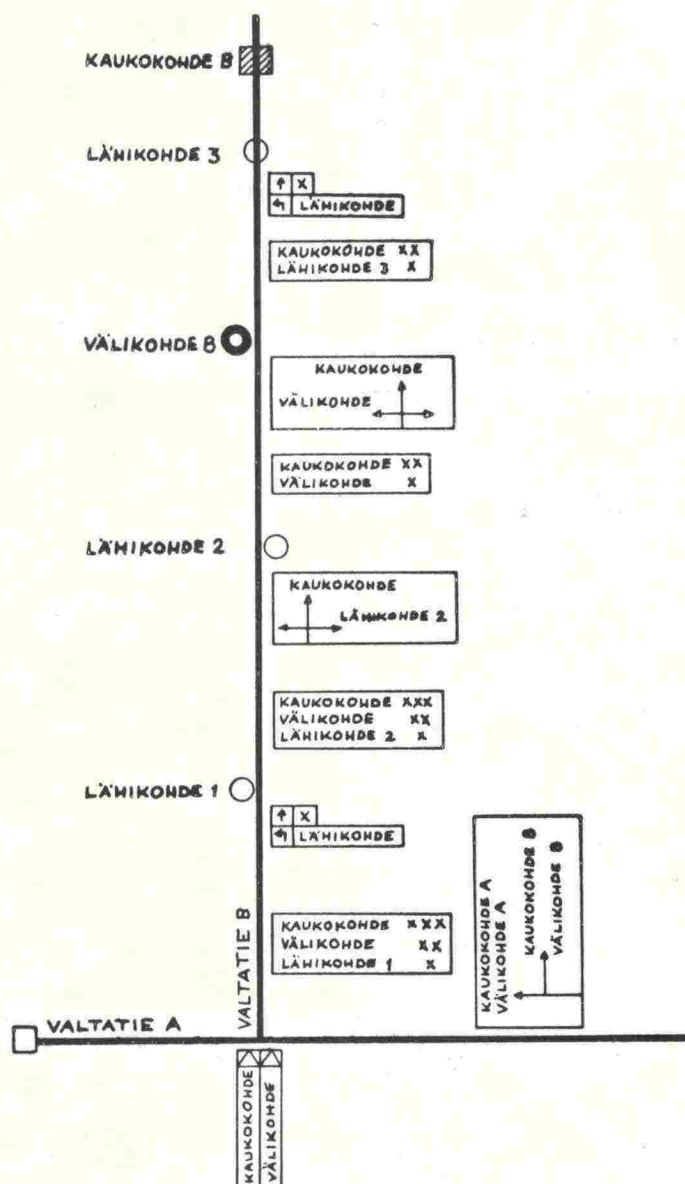 KAUKOKOHDE B
LÄHIKOHDE 3
↑ X
↰ LÄHIKOHDE
KAUKOKOHDE XX
LÄHIKOHDE 3 X
VÄLIKOHDE B
KAUKOKOHDE
VÄLIKOHDE
KAUKOKOHDE XX
VÄLIKOHDE X
LÄHIKOHDE 2
KAUKOKOHDE
LÄHIKOHDE 2
KAUKOKOHDE XXX
VÄLIKOHDE XX
LÄHIKOHDE 2 X
LÄHIKOHDE 1
↑ X
↰ LÄHIKOHDE
KAUKOKOHDE XXX
VÄLIKOHDE XX
LÄHIKOHDE 1 X
KAUKOKOHDE A
VÄLIKOHDE A
KAUKOKOHDE B
VÄLIKOHDE B
VALTATIE B
VALTATIE A
KAUKOKOHDE
VÄLIKOHDE